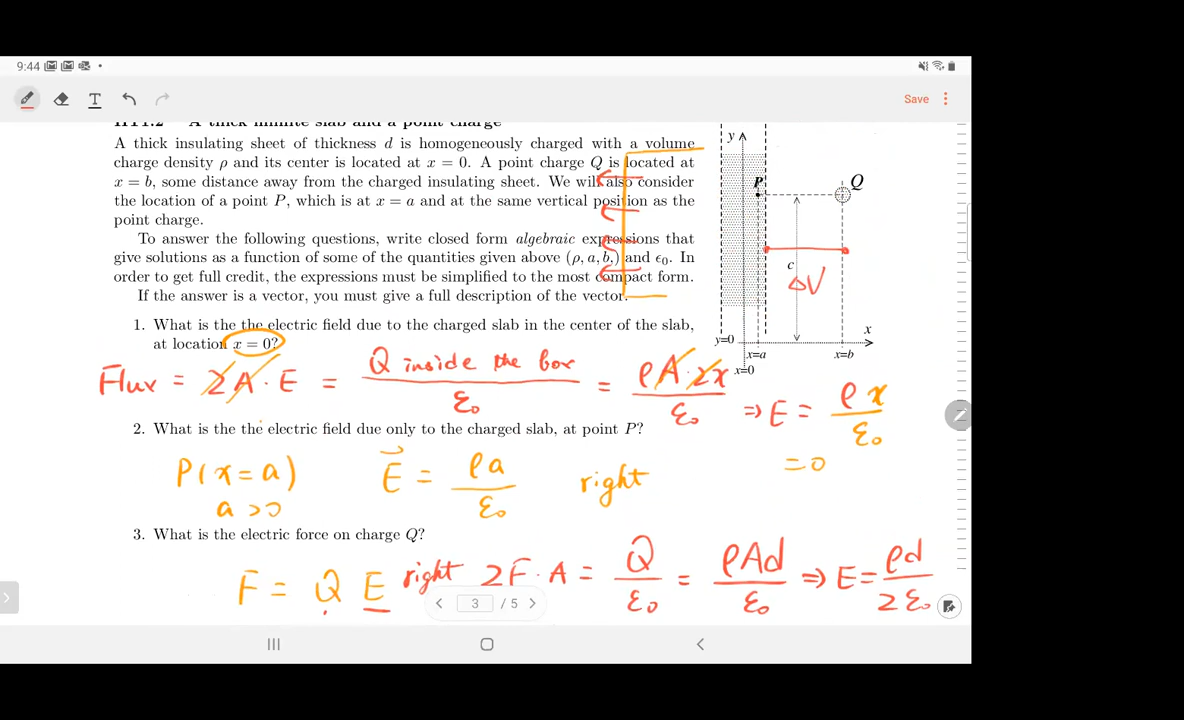 9:44
T
Save
A thick infinite slab and a point charge
A thick insulating sheet of thickness d is homogeneously charged with a volume
charge density ρ and its center is located at x = 0. A point charge Q is located at
x = b, some distance away from the charged insulating sheet. We will also consider
the location of a point P, which is at x = a and at the same vertical position as the
point charge.
To answer the following questions, write closed form algebraic expressions that
give solutions as a function of some of the quantities given above (ρ, a, b,) and ϵ₀. In
order to get full credit, the expressions must be simplified to the most compact form.
If the answer is a vector, you must give a full description of the vector.
y
P
Q
c
ΔV
x
y=0
x=a
x=b
x=0
1. What is the the electric field due to the charged slab in the center of the slab,
at location x = 0?
Flux = 2A · E = Q inside the box / ε₀ = ρA·2x / ε₀ ⇒ E = ρx / ε₀
= 0
2. What is the the electric field due only to the charged slab, at point P?
P(x = a) E⃗ = ρa / ε₀ right
a > 0
3. What is the electric force on charge Q?
F = Q E right 2F · A = Q / ε₀ = ρAd / ε₀ ⇒ E = ρd / 2ε₀
< 3 / 5 >